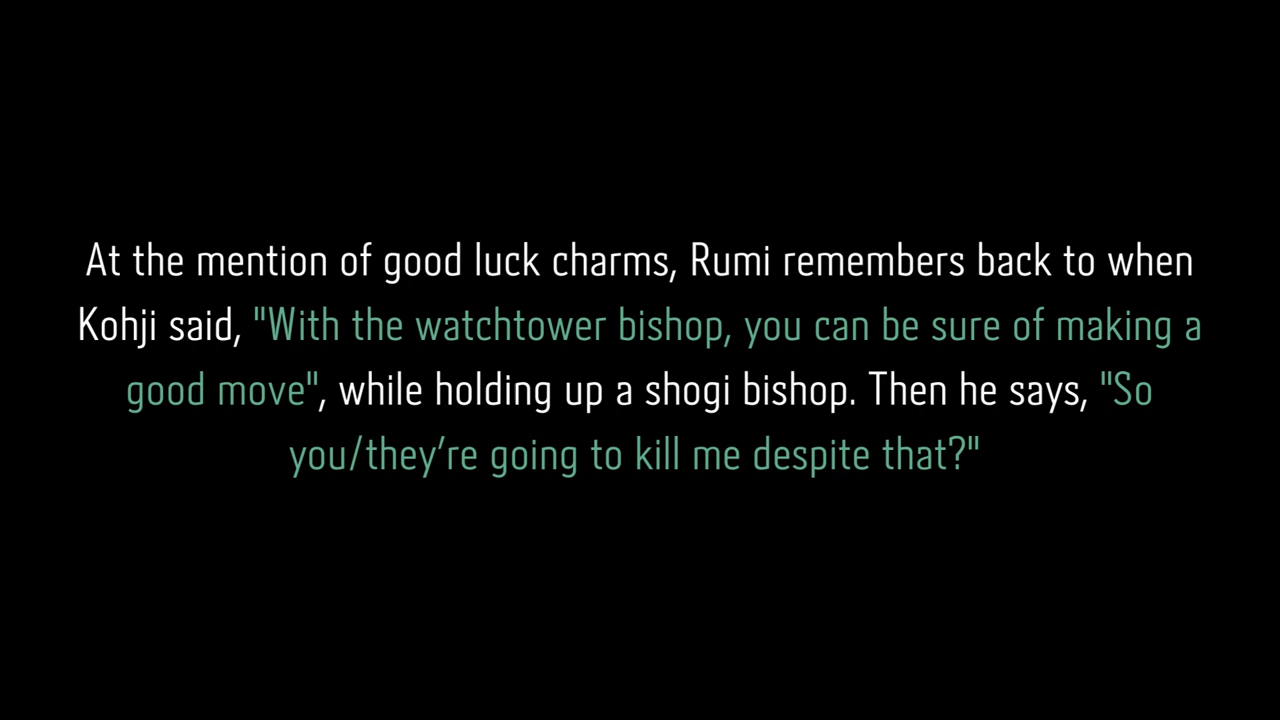 At the mention of good luck charms, Rumi remembers back to when
Kohji said, "With the watchtower bishop, you can be sure of making a
good move", while holding up a shogi bishop. Then he says, "So
you/they’re going to kill me despite that?"